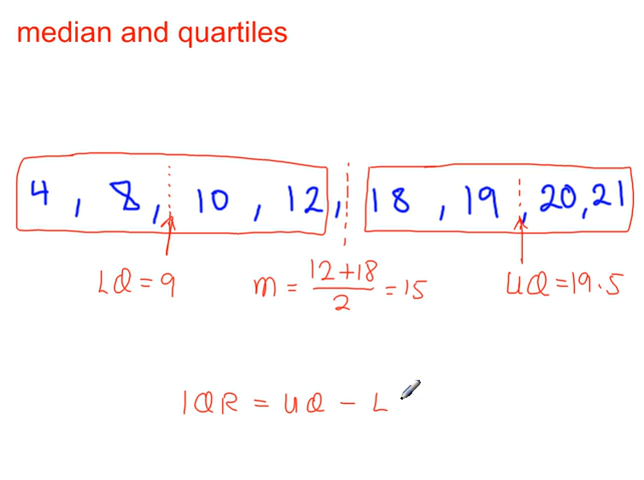 median and quartiles
4, 8, 10, 12, 18, 19, 20, 21
LQ = 9
m = 12+18 / 2 = 15
UQ = 19.5
IQR = UQ - L